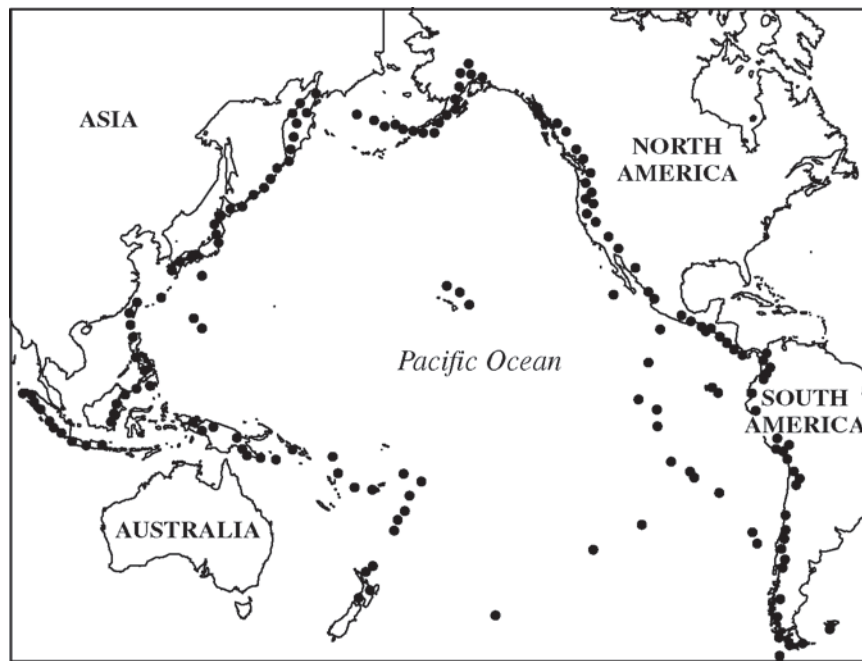 ASIA
NORTH
AMERICA
Pacific Ocean
SOUTH
AMERICA
AUSTRALIA